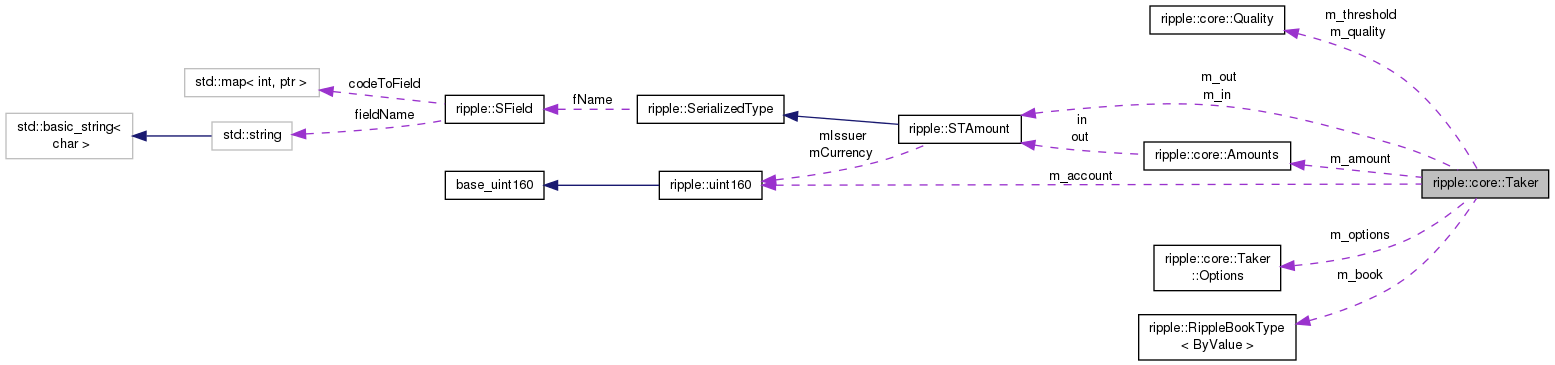 ripple::core::Quality
m_threshold
m_quality
std::map< int, ptr >
codeToField
m_out
m_in
fName
ripple::SField
ripple::SerializedType
fieldName
std::basic_string<
char >
std::string
ripple::STAmount
in
out
mIssuer
mCurrency
ripple::core::Amounts
m_amount
base_uint160
ripple::uint160
m_account
ripple::core::Taker
m_options
ripple::core::Taker
::Options
m_book
ripple::RippleBookType
< ByValue >